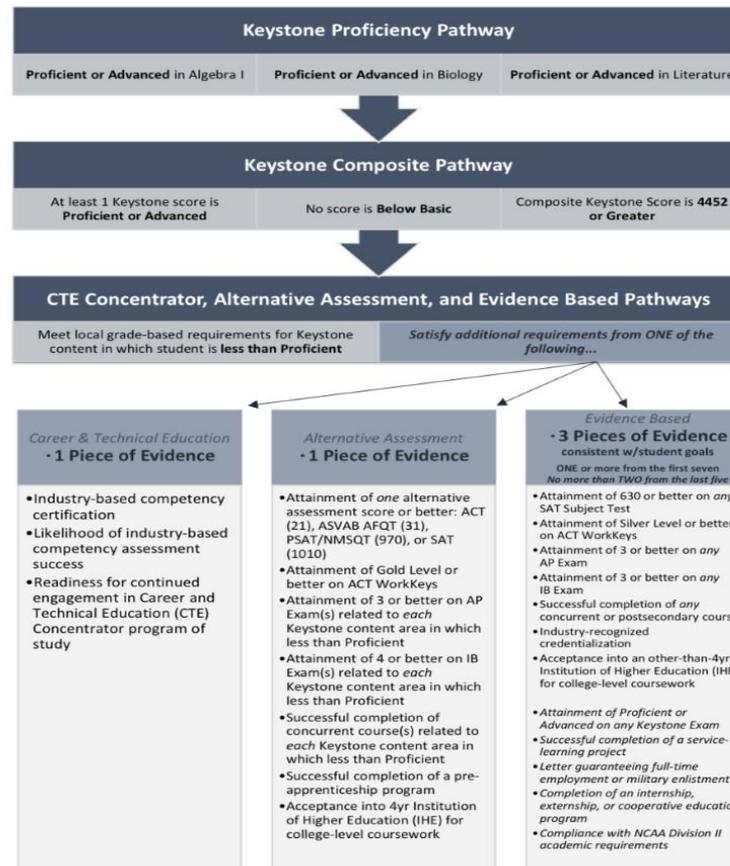 Keystone Proficiency Pathway
Proficient or Advanced in Algebra I
Proficient or Advanced in Biology
Proficient or Advanced in Literature
Keystone Composite Pathway
At least 1 Keystone score is
Proficient or Advanced
No score is Below Basic
Composite Keystone Score is 4452
or Greater
CTE Concentrator, Alternative Assessment, and Evidence Based Pathways
Meet local grade-based requirements for Keystone
content in which student is less than Proficient
Satisfy additional requirements from ONE of the
following...
Career & Technical Education
· 1 Piece of Evidence
•Industry-based competency
certification
•Likelihood of industry-based
competency assessment
success
•Readiness for continued
engagement in Career and
Technical Education (CTE)
Concentrator program of
study
Alternative Assessment
· 1 Piece of Evidence
•Attainment of one alternative
assessment score or better: ACT
(21), ASVAB AFQT (31),
PSAT/NMSQT (970), or SAT
(1010)
•Attainment of Gold Level or
better on ACT WorkKeys
•Attainment of 3 or better on AP
Exam(s) related to each
Keystone content area in which
less than Proficient
•Attainment of 4 or better on IB
Exam(s) related to each
Keystone content area in which
less than Proficient
•Successful completion of
concurrent course(s) related to
each Keystone content area in
which less than Proficient
•Successful completion of a pre-
apprenticeship program
•Acceptance into 4yr Institution
of Higher Education (IHE) for
college-level coursework
Evidence Based
· 3 Pieces of Evidence
consistent w/student goals
ONE or more from the first seven
No more than TWO from the last five
•Attainment of 630 or better on any
SAT Subject Test
•Attainment of Silver Level or better
on ACT WorkKeys
•Attainment of 3 or better on any
AP Exam
•Attainment of 3 or better on any
IB Exam
•Successful completion of any
concurrent or postsecondary cours
•Industry-recognized
credentialization
•Acceptance into an other-than-4yr
Institution of Higher Education (IHE
for college-level coursework
•Attainment of Proficient or
Advanced on any Keystone Exam
•Successful completion of a service-
learning project
•Letter guaranteeing full-time
employment or military enlistment
•Completion of an internship,
externship, or cooperative educatio
program
•Compliance with NCAA Division II
academic requirements